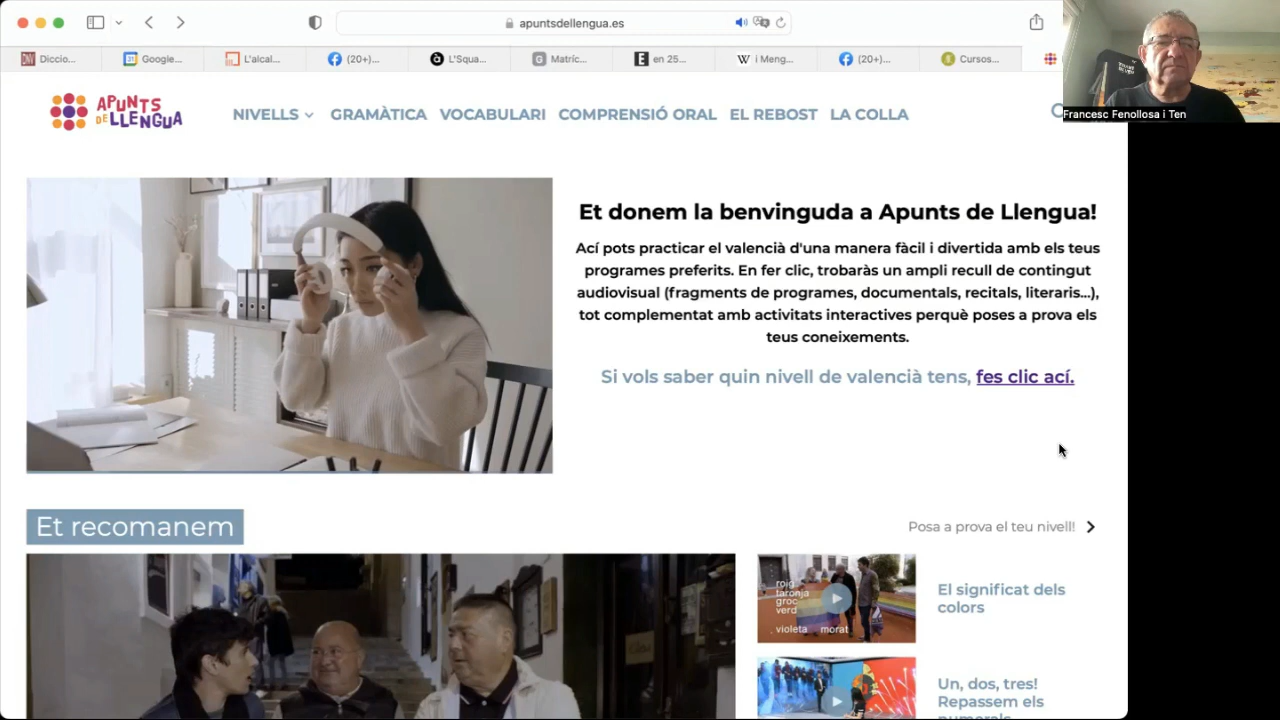 apuntsdellengua.es
Diccio...
Google...
L'alcal...
(20+)...
L'Squa...
Matríc...
en 25...
i Meng...
(20+)...
Cursos...
Francesc Fenollosa i Ten
APUNTS
DE LLENGUA
NIVELLS
GRAMÀTICA
VOCABULARI
COMPRENSIÓ ORAL
EL REBOST
LA COLLA
Et donem la benvinguda a Apunts de Llengua!
Ací pots practicar el valencià d'una manera fàcil i divertida amb els teus
programes preferits. En fer clic, trobaràs un ampli recull de contingut
audiovisual (fragments de programes, documentals, recitals, literaris...),
tot complementat amb activitats interactives perquè poses a prova els
teus coneixements.
Si vols saber quin nivell de valencià tens, fes clic ací.
Et recomanem
Posa a prova el teu nivell!
roig
taronja
groc
verd
violeta morat
El significat dels
colors
Un, dos, tres!
Repassem els
numerals